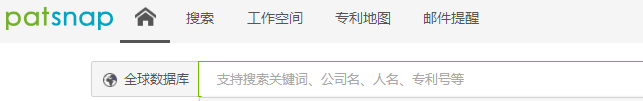 patsnap 搜索 工作空间 专利地图 邮件提醒
全球数据库 支持搜索关键词、公司名、人名、专利号等